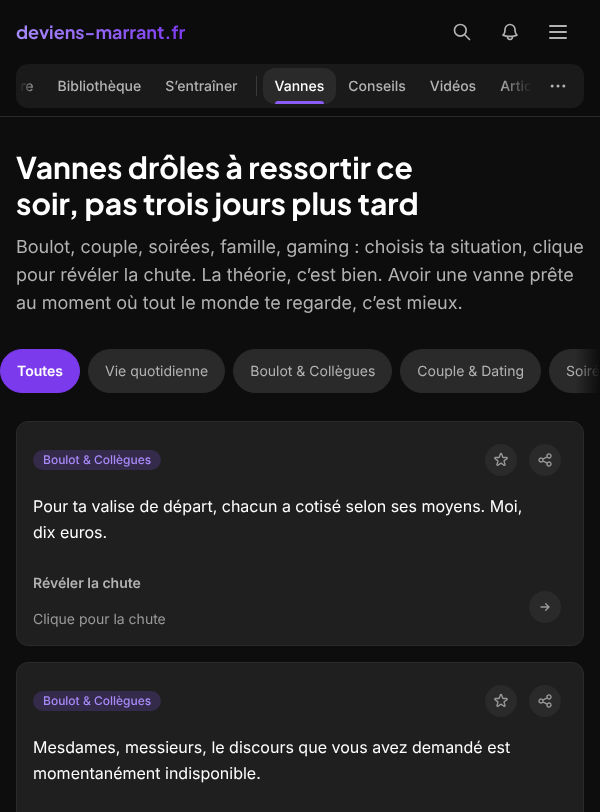 deviens-marrant.fr
re Bibliothèque S'entraîner Vannes Conseils Vidéos Artic
Vannes drôles à ressortir ce
soir, pas trois jours plus tard
Boulot, couple, soirées, famille, gaming : choisis ta situation, clique
pour révéler la chute. La théorie, c’est bien. Avoir une vanne prête
au moment où tout le monde te regarde, c’est mieux.
Toutes Vie quotidienne Boulot & Collègues Couple & Dating Soiré
Boulot & Collègues
Pour ta valise de départ, chacun a cotisé selon ses moyens. Moi,
dix euros.
Révéler la chute
Clique pour la chute
Boulot & Collègues
Mesdames, messieurs, le discours que vous avez demandé est
momentanément indisponible.